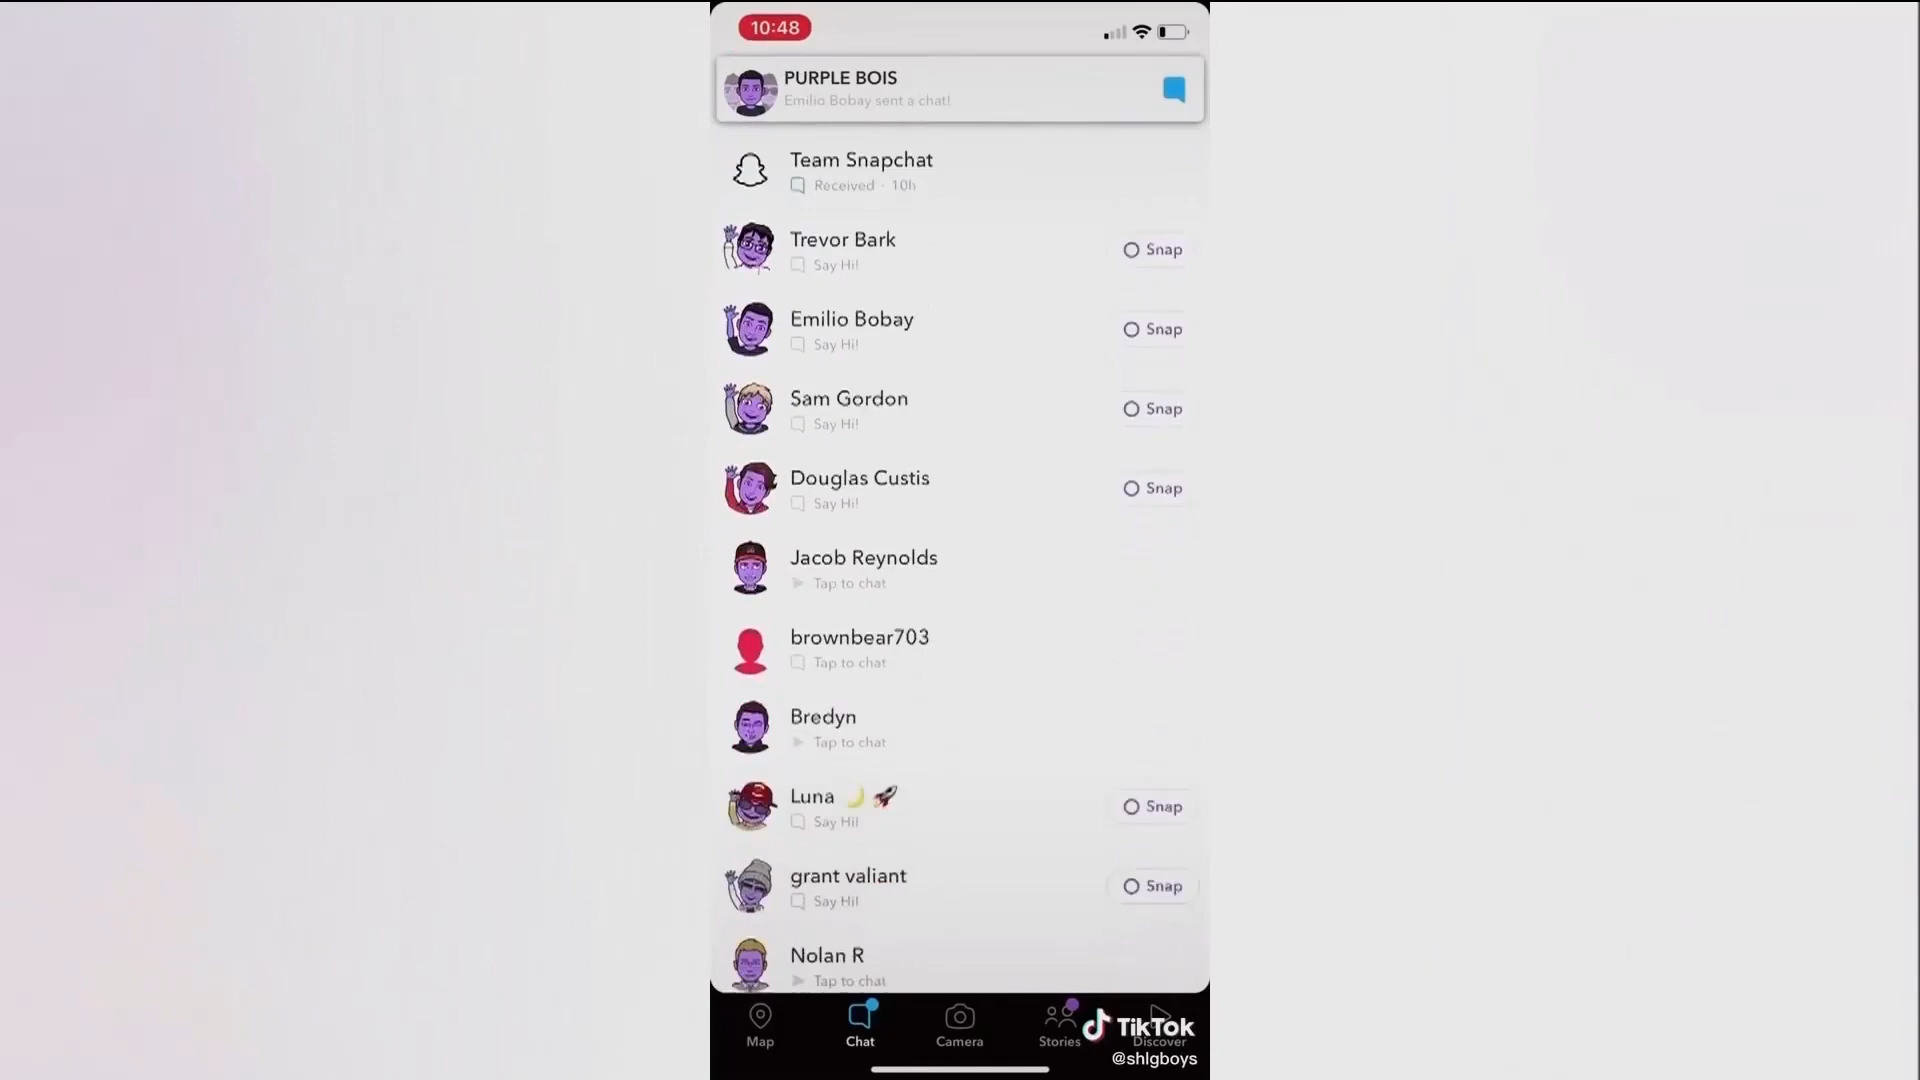 10:48
PURPLE BOIS
Emilio Bobay sent a chat!
Team Snapchat
Received · 10h
Trevor Bark
Say Hi!
Snap
Emilio Bobay
Say Hi!
Snap
Sam Gordon
Say Hi!
Snap
Douglas Custis
Say Hi!
Snap
Jacob Reynolds
Tap to chat
brownbear703
Tap to chat
Bredyn
Tap to chat
Luna 🌙 🚀
Say Hi!
Snap
grant valiant
Say Hi!
Snap
Nolan R
Tap to chat
Map
Chat
Camera
Stories
Discover
TikTok
@shlgboys